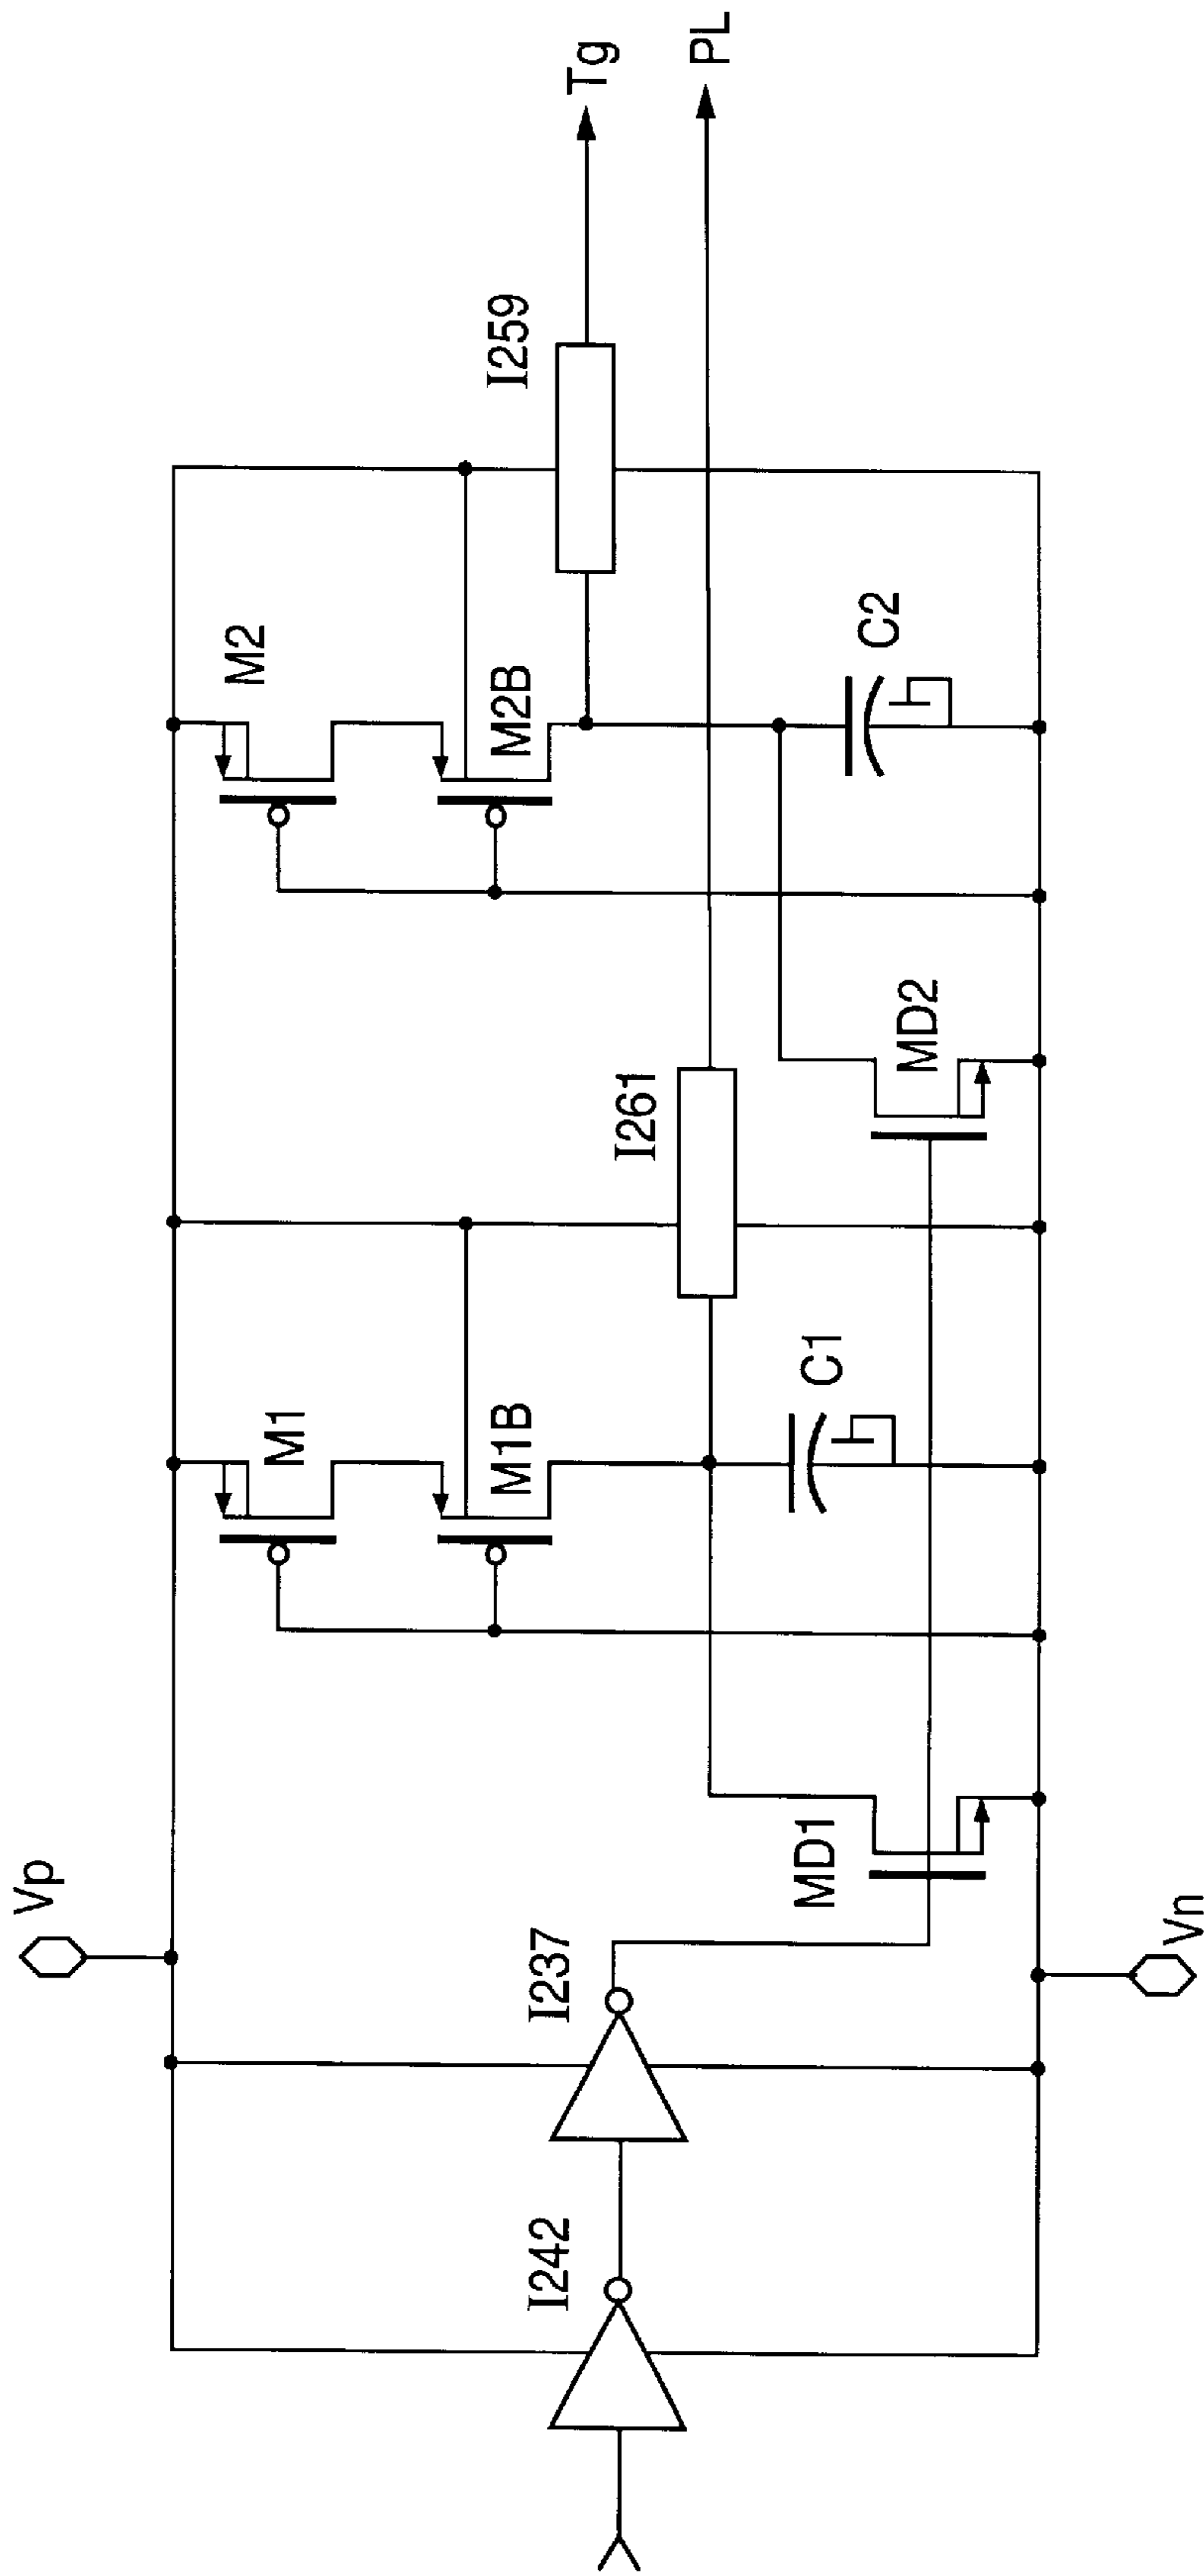 Vp
M1
M2
M1B
M2B
I259
Tg
I242
I237
I261
PL
MD1
C1
MD2
C2
Vn